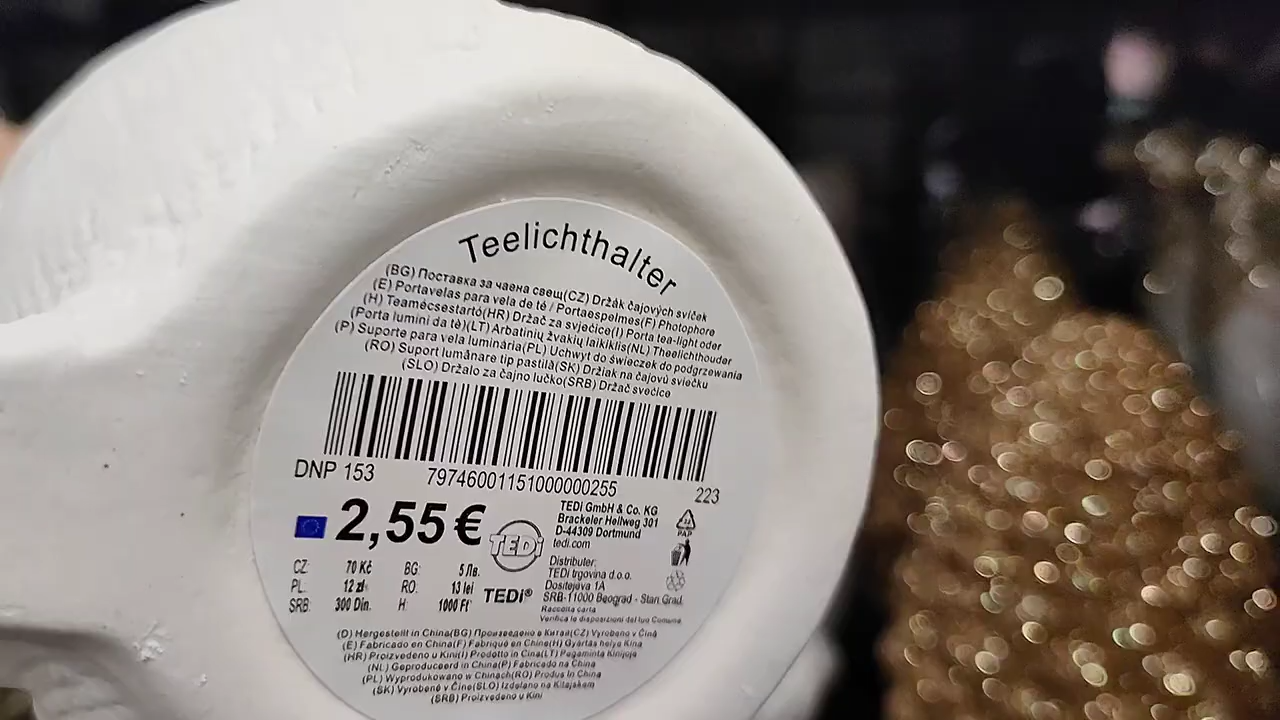 Teelichthalter
(BG) Поставка за чаена свещ(CZ) Držák čajových svíček
(E) Portavelas para vela de té / Portaespelmes(F) Photophore
(H) Teamécsestartó(HR) Držač za svjećice(I) Porta tea-light oder
(Porta lumini da tè)(LT) Arbatinių žvakių laikiklis(NL) Theelichthouder
(P) Suporte para vela luminária(PL) Uchwyt do świeczek do podgrzewania
(RO) Suport lumânare tip pastilă(SK) Držiak na čajovú sviečku
(SLO) Držalo za čajno lučko(SRB) Držač svećice
DNP 153
79746001151000000255
223
2,55 €
CZ: 70 Kč BG: 5 Лв.
PL: 12 zł RO: 13 lei
SRB: 300 Din. H: 1000 Ft
TEDi
TEDi®
TEDi GmbH & Co. KG
Brackeler Hellweg 301
D-44309 Dortmund
tedi.com
Distributer:
TEDi trgovina d.o.o.
Dositejeva 1A
SRB-11000 Beograd - Stari Grad.
Raccolta carta
Verifica le disposizioni del tuo Comune.
PAP
(D) Hergestellt in China(BG) Произведено в Китай(CZ) Vyrobeno v Číně
(E) Fabricado en China(F) Fabriqué en Chine(H) Gyártás helye Kína
(HR) Proizvedeno u Kini(I) Prodotto in Cina(LT) Pagaminta Kinijoje
(NL) Geproduceerd in China(P) Fabricado na China
(PL) Wyprodukowano w Chinach(RO) Produs în China
(SK) Vyrobené v Číne(SLO) Izdelano na Kitajskem
(SRB) Proizvedeno u Kini